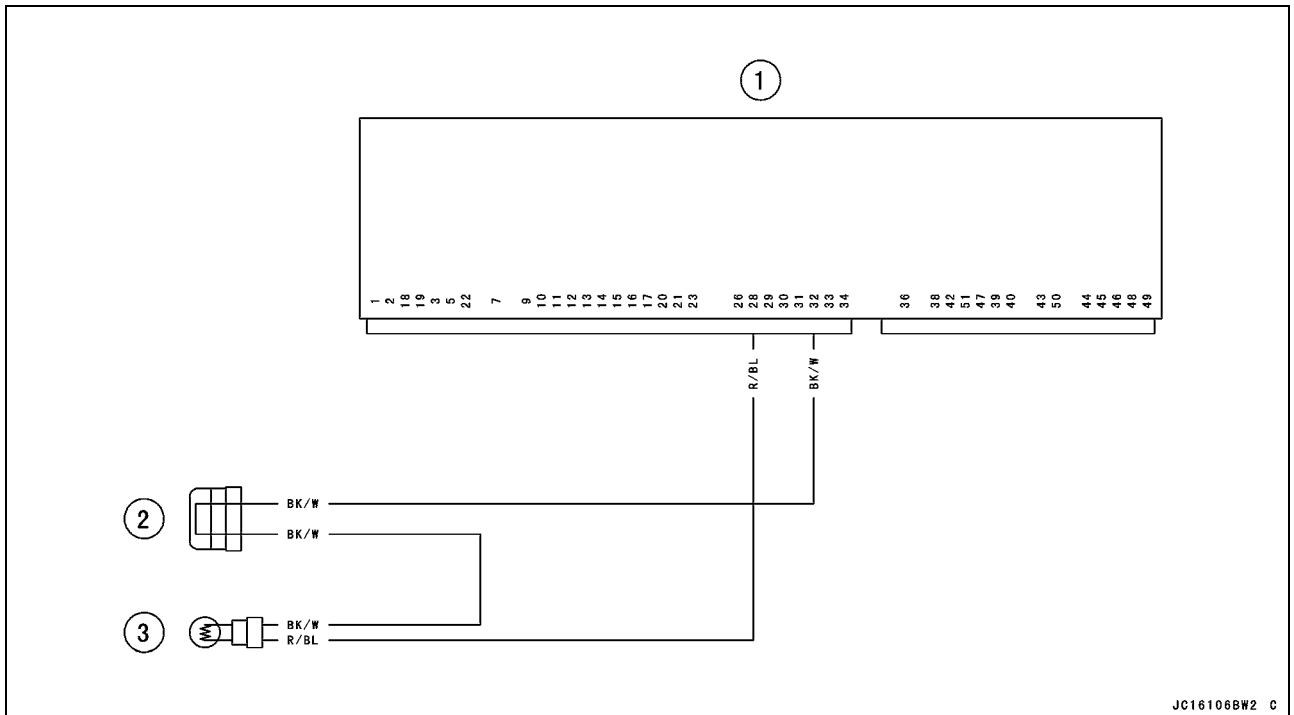 1
1 2 18 19 3 5 22 7 9 10 11 12 13 14 15 16 17 20 21 23 26 28 29 30 31 32 33 34 36 38 42 51 47 39 40 43 50 44 45 46 48 49
R/BL BK/W
2
BK/W
BK/W
3
BK/W
R/BL
JC16106BW2 C